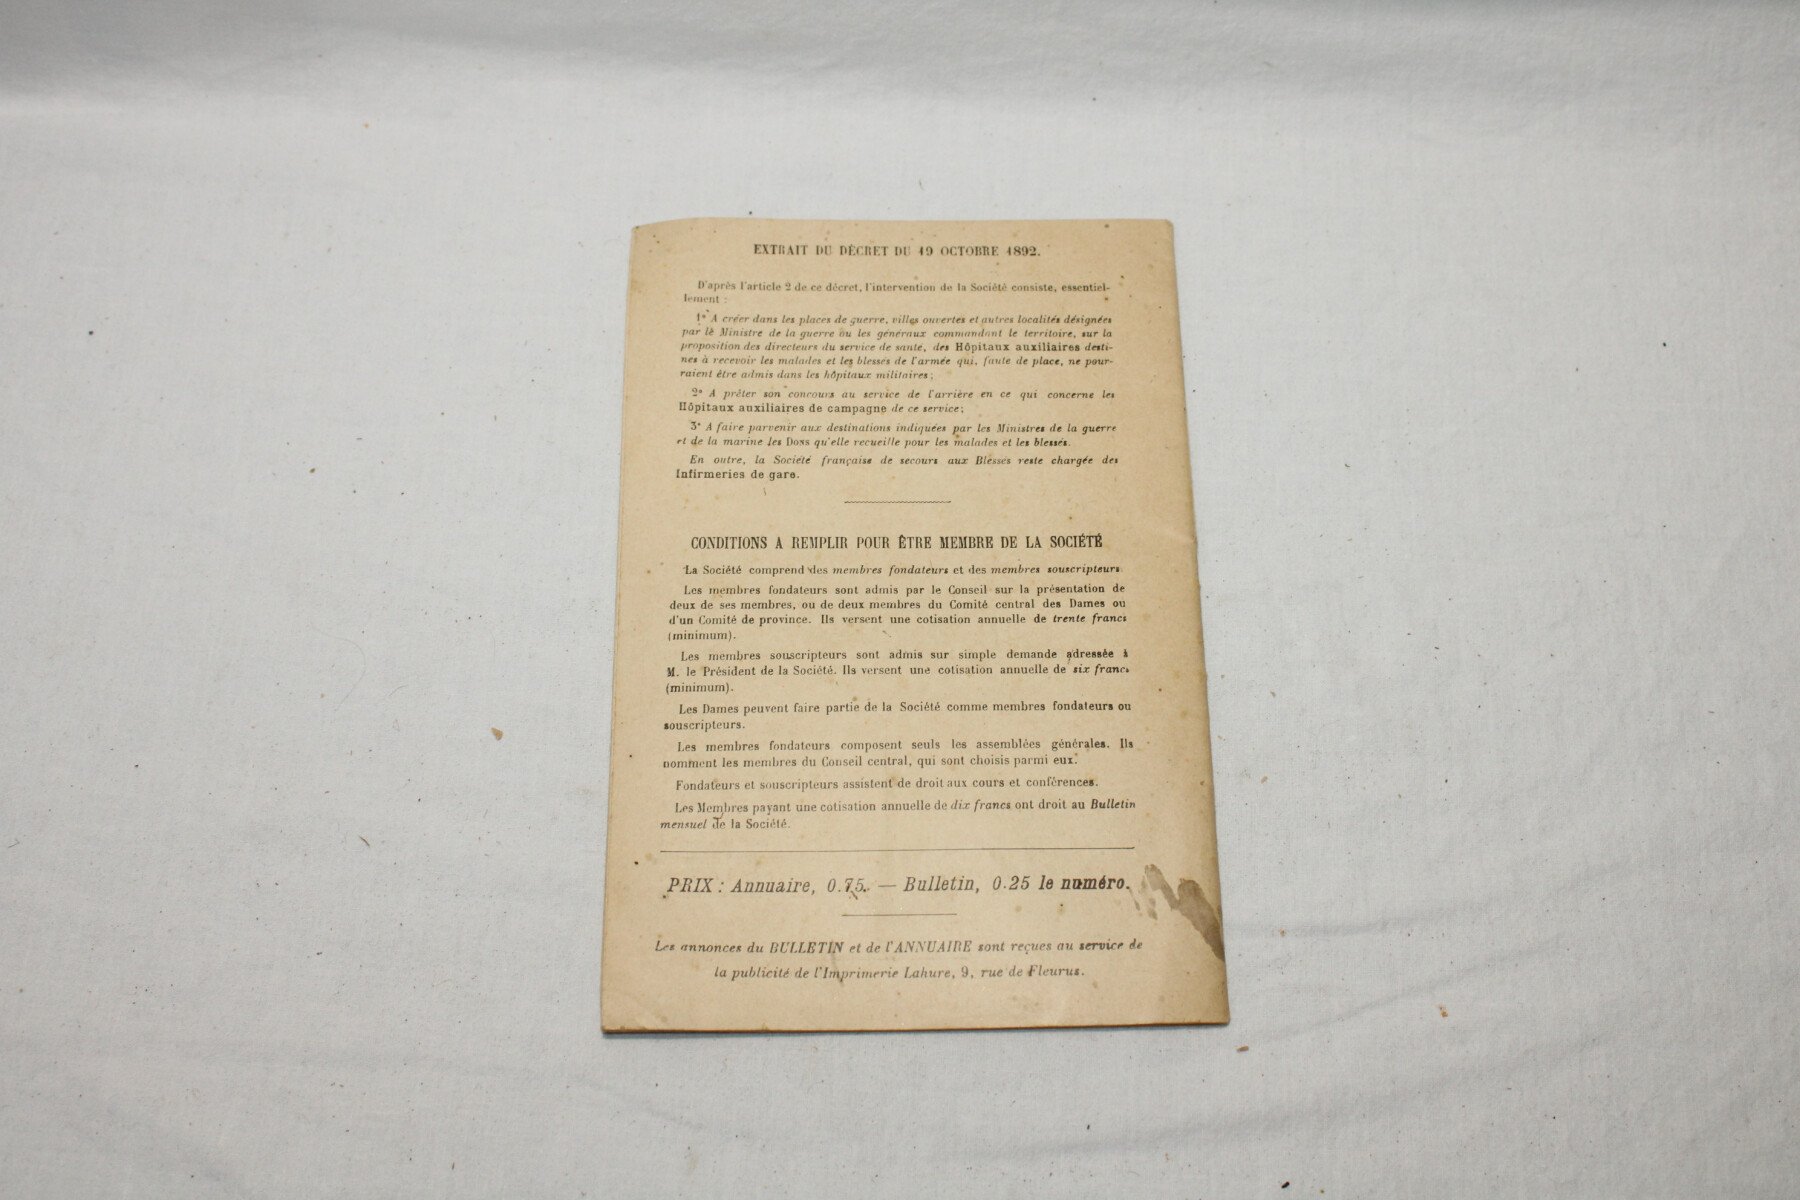 EXTRAIT DU DÉCRET DU 19 OCTOBRE 1892.
D'après l'article 2 de ce décret, l'intervention de la Société consiste, essentiel-
lement :
1° A créer dans les places de guerre, villes ouvertes et autres localités désignées
par le Ministre de la guerre ou les généraux commandant le territoire, sur la
proposition des directeurs du service de santé, des Hôpitaux auxiliaires desti-
nés à recevoir les malades et les blessés de l'armée qui, faute de place, ne pour-
raient être admis dans les hôpitaux militaires;
2° A prêter son concours au service de l'arrière en ce qui concerne les
Hôpitaux auxiliaires de campagne de ce service;
3° A faire parvenir aux destinations indiquées par les Ministres de la guerre
et de la marine les Dons qu'elle recueille pour les malades et les blessés.
En outre, la Société française de secours aux Blessés reste chargée des
Infirmeries de gare.
CONDITIONS A REMPLIR POUR ÊTRE MEMBRE DE LA SOCIÉTÉ
La Société comprend des membres fondateurs et des membres souscripteurs.
Les membres fondateurs sont admis par le Conseil sur la présentation de
deux de ses membres, ou de deux membres du Comité central des Dames ou
d'un Comité de province. Ils versent une cotisation annuelle de trente francs
(minimum).
Les membres souscripteurs sont admis sur simple demande adressée à
M. le Président de la Société. Ils versent une cotisation annuelle de six francs
(minimum).
Les Dames peuvent faire partie de la Société comme membres fondateurs ou
souscripteurs.
Les membres fondateurs composent seuls les assemblées générales. Ils
nomment les membres du Conseil central, qui sont choisis parmi eux.
Fondateurs et souscripteurs assistent de droit aux cours et conférences.
Les Membres payant une cotisation annuelle de dix francs ont droit au Bulletin
mensuel de la Société.
PRIX : Annuaire, 0.75. — Bulletin, 0.25 le numéro.
Les annonces du BULLETIN et de l'ANNUAIRE sont reçues au service de
la publicité de l'Imprimerie Lahure, 9, rue de Fleurus.